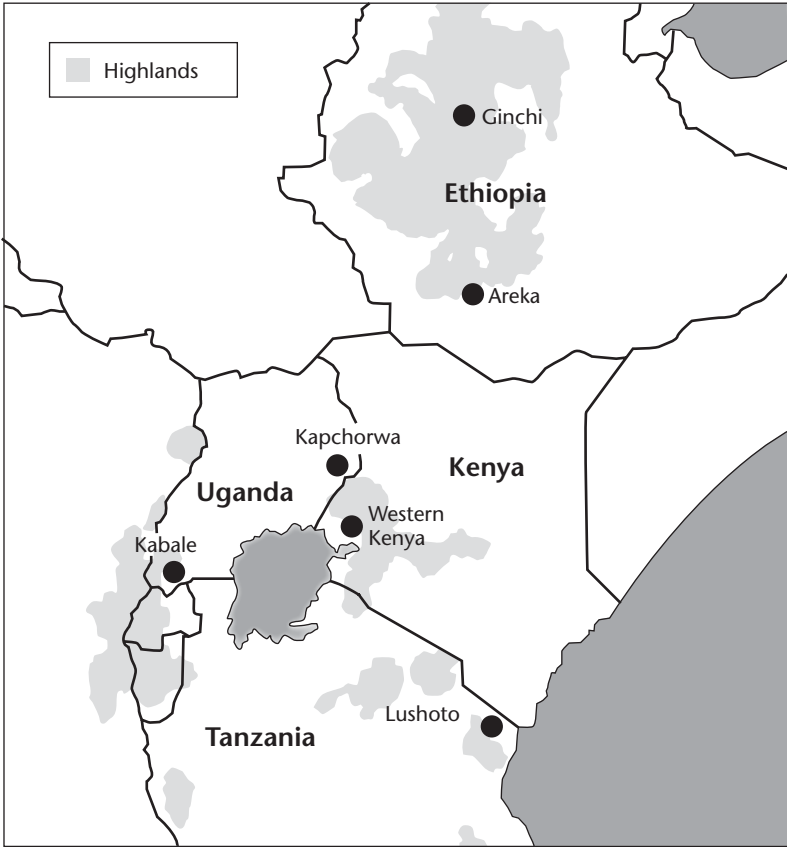 Highlands
Ginchi
Ethiopia
Areka
Kapchorwa
Kenya
Uganda
Western
Kenya
Kabale
Lushoto
Tanzania